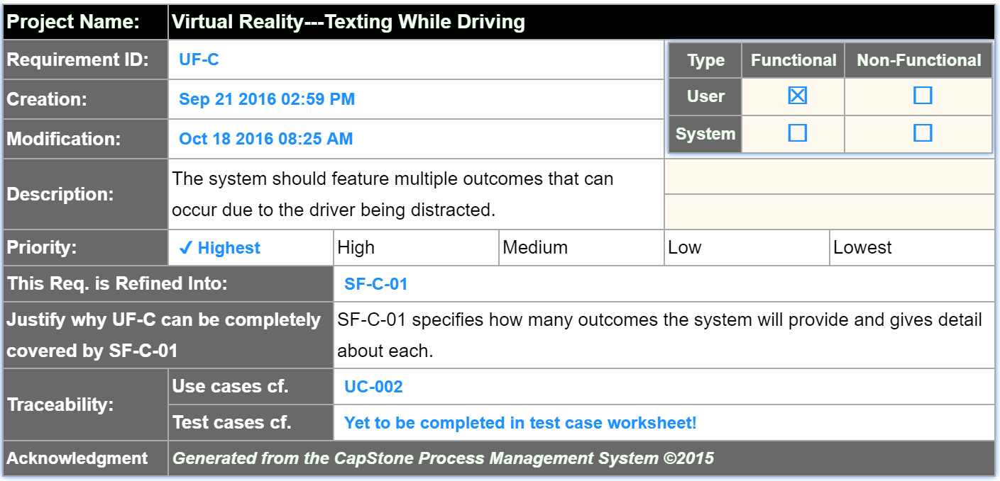 Project Name: Virtual Reality---Texting While Driving
Requirement ID: UF-C
Type Functional Non-Functional
Creation: Sep 21 2016 02:59 PM
User ☒ ☐
Modification: Oct 18 2016 08:25 AM
System ☐ ☐
Description: The system should feature multiple outcomes that can
occur due to the driver being distracted.
Priority: ✓ Highest High Medium Low Lowest
This Req. is Refined Into: SF-C-01
Justify why UF-C can be completely
covered by SF-C-01
SF-C-01 specifies how many outcomes the system will provide and gives detail
about each.
Traceability:
Use cases cf. UC-002
Test cases cf. Yet to be completed in test case worksheet!
Acknowledgment Generated from the CapStone Process Management System ©2015